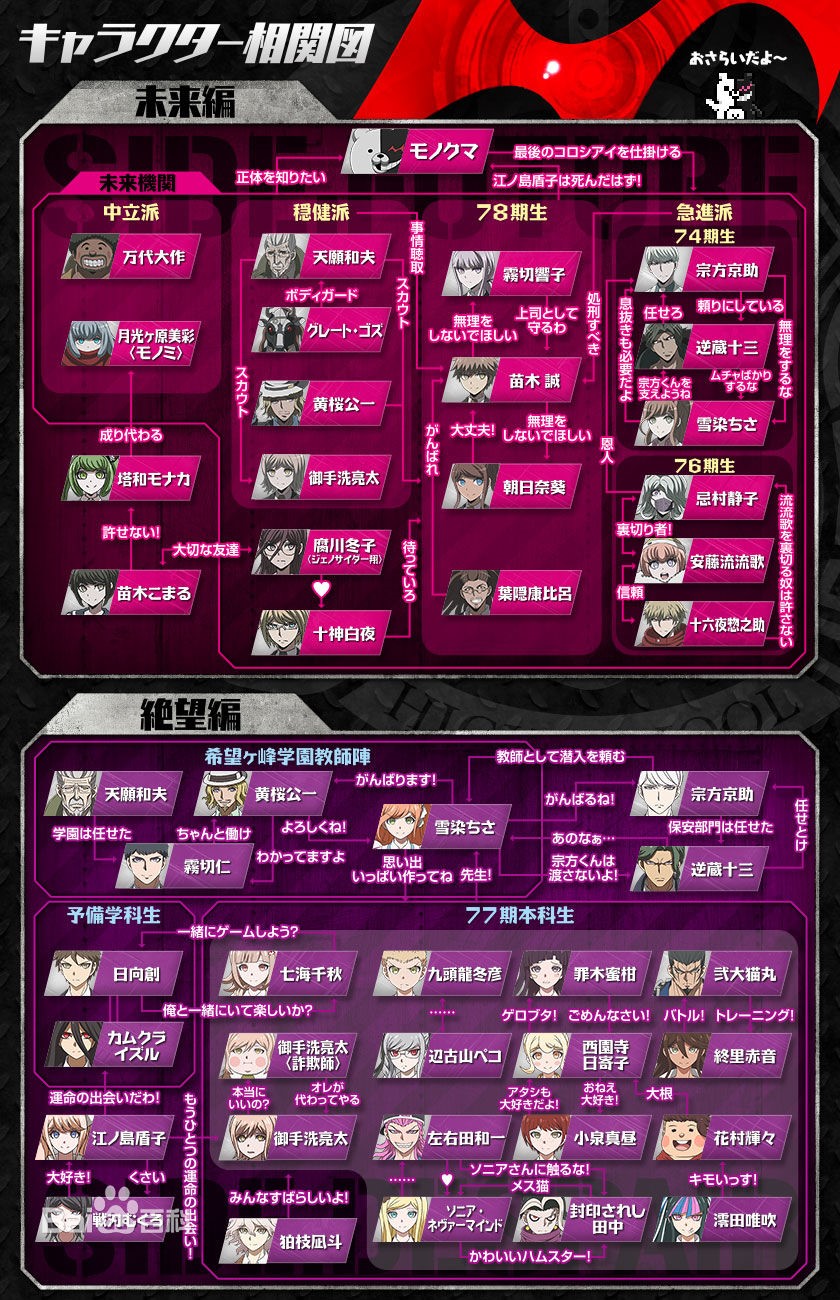 キャラクター相関図
おさらいだよ～
未来編
モノクマ
最後のコロシアイを仕掛ける
正体を知りたい
江ノ島盾子は死んだはず!
未来機関
中立派
穏健派
78期生
急進派
74期生
万代大作
天願和夫
事情聴取
霧切響子
宗方京助
ボディガード
スカウト
処刑すべき
息抜きも必要だよ
任せろ
頼りにしている
月光ヶ原美彩
〈モノミ〉
グレート・ゴズ
無理を
しないでほしい
上司として
守るわ
逆蔵十三
無理をするな
スカウト
黄桜公一
苗木 誠
宗方くんを
支えようね
ムチャばかり
するな
雪染ちさ
成り代わる
がんばれ
大丈夫!
無理を
しないでほしい
恩人
76期生
塔和モナカ
御手洗亮太
朝日奈葵
忌村静子
許せない!
大切な友達
腐川冬子
〈ジェノサイダー翔〉
待っていろ
裏切り者!
安藤流流歌
流流歌を裏切る奴は許さない
苗木こまる
十神白夜
葉隠康比呂
信頼
十六夜惣之助
絶望編
希望ヶ峰学園教師陣
教師として潜入を頼む
天願和夫
黄桜公一
がんばります!
宗方京助
学園は任せた
ちゃんと働け
よろしくね!
雪染ちさ
がんばるね!
保安部門は任せた
任せとけ
霧切仁
わかってますよ
あのなぁ…
思い出
いっぱい作ってね
先生!
宗方くんは
渡さないよ!
逆蔵十三
予備学科生
77期本科生
一緒にゲームしよう?
日向創
七海千秋
九頭龍冬彦
罪木蜜柑
弐大猫丸
俺と一緒にいて楽しいか?
……
ゲロブタ!
ごめんなさい!
バトル!
トレーニング!
カムクラ
イズル
御手洗亮太
〈詐欺師〉
辺古山ペコ
西園寺
日寄子
終里赤音
運命の出会いだわ!
本当に
いいの?
オレが
代わってやる
アタシも
大好きだよ!
おねえ
大好き!
大根
江ノ島盾子
もうひとつの運命の出会い!
御手洗亮太
左右田和一
小泉真昼
花村輝々
大好き!
くさい
みんなすばらしいよ!
……
ソニアさんに触るな!
メス猫
キモいっす!
戦刃むくろ
狛枝凪斗
ソニア・
ネヴァーマインド
封印されし
田中
澪田唯吹
かわいいハムスター!
Baidu百科